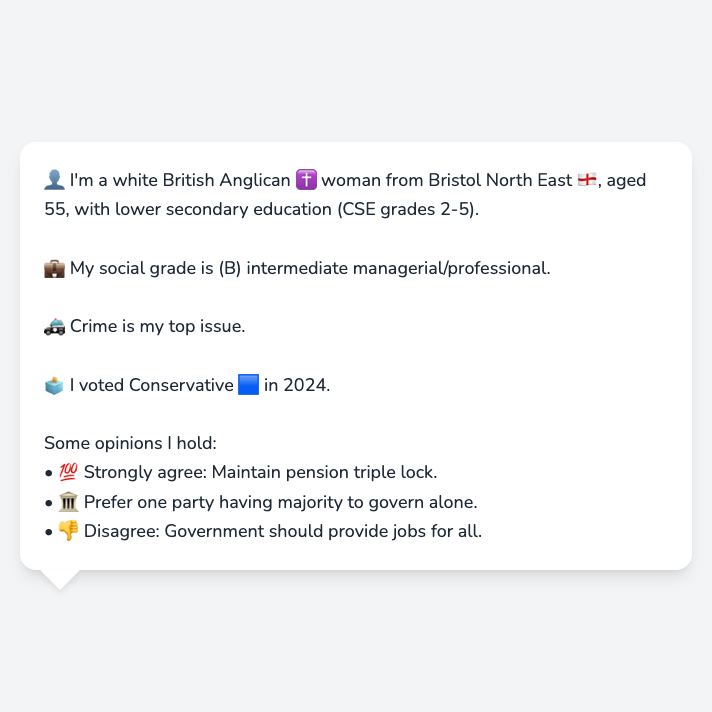 👤 I'm a white British Anglican ✝️ woman from Bristol North East 🏴󠁧󠁢󠁥󠁮󠁧󠁿, aged
55, with lower secondary education (CSE grades 2-5).
💼 My social grade is (B) intermediate managerial/professional.
🚓 Crime is my top issue.
🗳️ I voted Conservative 🟦 in 2024.
Some opinions I hold:
• 💯 Strongly agree: Maintain pension triple lock.
• 🏛️ Prefer one party having majority to govern alone.
• 👎 Disagree: Government should provide jobs for all.